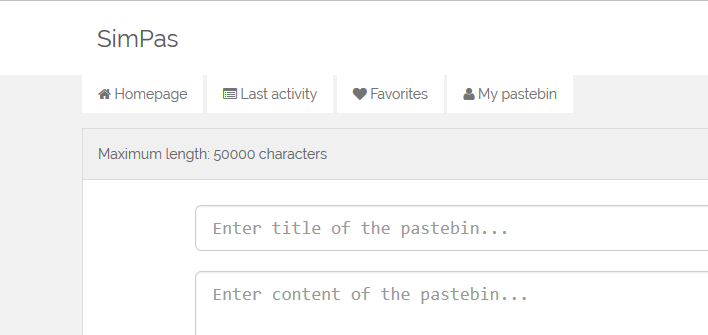 SimPas
Homepage Last activity Favorites My pastebin
Maximum length: 50000 characters
Enter title of the pastebin...
Enter content of the pastebin...